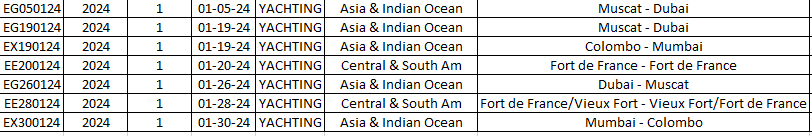 EG050124 2024 1 01-05-24 YACHTING Asia & Indian Ocean Muscat - Dubai
EG190124 2024 1 01-19-24 YACHTING Asia & Indian Ocean Muscat - Dubai
EX190124 2024 1 01-19-24 YACHTING Asia & Indian Ocean Colombo - Mumbai
EE200124 2024 1 01-20-24 YACHTING Central & South Am Fort de France - Fort de France
EG260124 2024 1 01-26-24 YACHTING Asia & Indian Ocean Dubai - Muscat
EE280124 2024 1 01-28-24 YACHTING Central & South Am Fort de France/Vieux Fort - Vieux Fort/Fort de France
EX300124 2024 1 01-30-24 YACHTING Asia & Indian Ocean Mumbai - Colombo